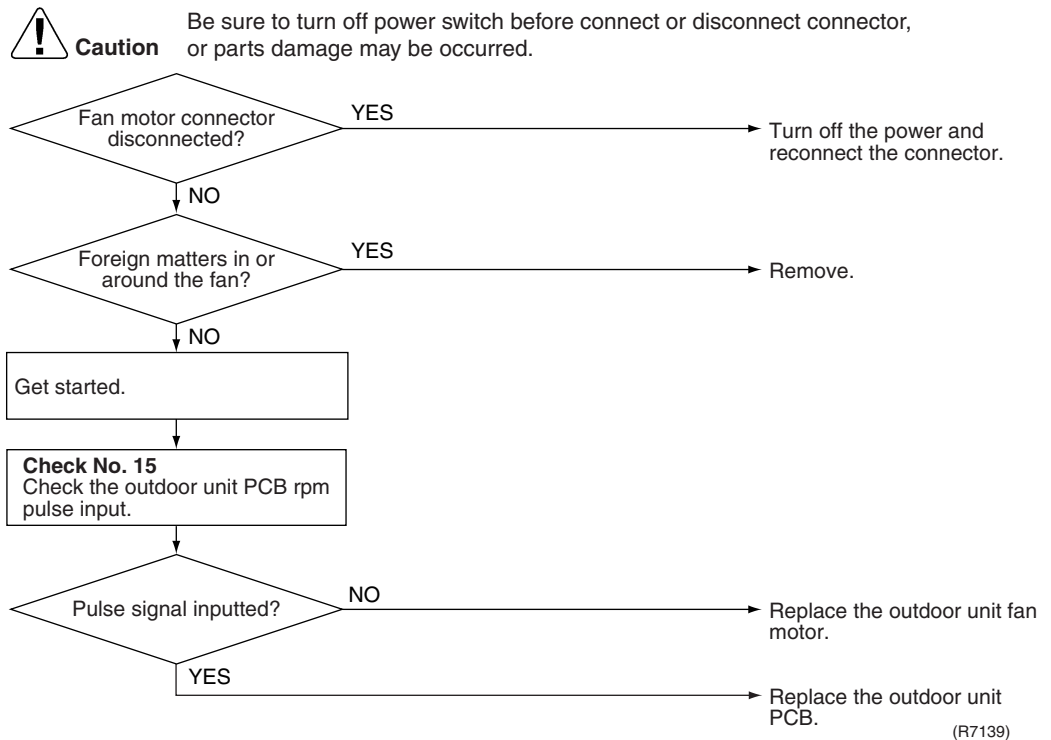 Be sure to turn off power switch before connect or disconnect connector,
Caution or parts damage may be occurred.
Fan motor connector
disconnected?
YES
Turn off the power and
reconnect the connector.
NO
Foreign matters in or
around the fan?
YES
Remove.
NO
Get started.
Check No. 15
Check the outdoor unit PCB rpm
pulse input.
Pulse signal inputted?
NO
Replace the outdoor unit fan
motor.
YES
Replace the outdoor unit
PCB.
(R7139)